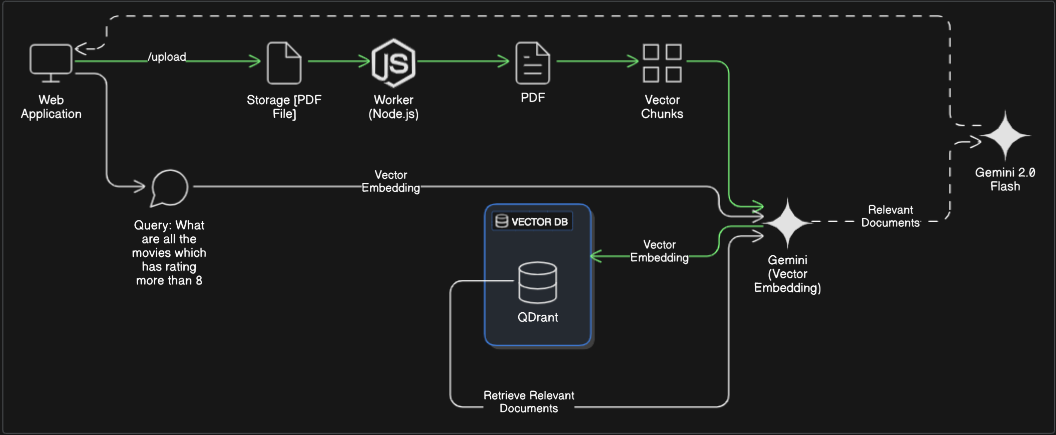 /upload
Web
Application
Storage [PDF
File]
JS
Worker
(Node.js)
PDF
Vector
Chunks
Gemini 2.0
Flash
Vector
Embedding
Query: What
are all the
movies which
has rating
more than 8
VECTOR DB
QDrant
Vector
Embedding
Gemini
(Vector
Embedding)
Relevant
Documents
Retrieve Relevant
Documents